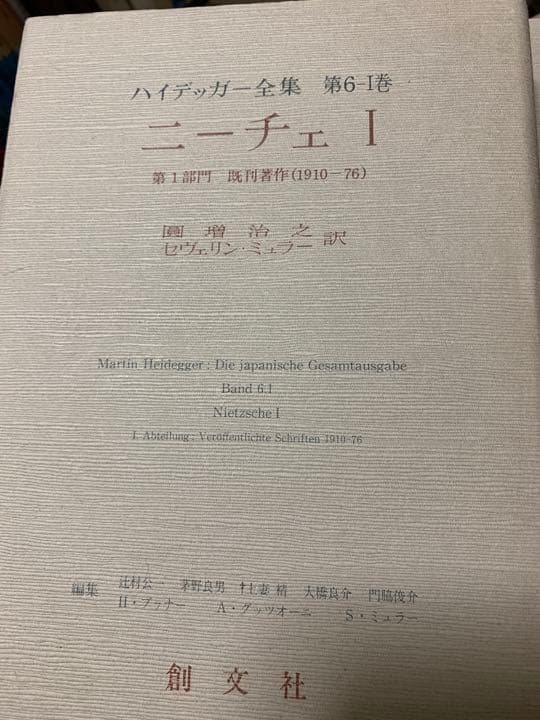 ハイデッガー全集 第6-I巻
ニーチェ I
第1部門 既刊著作(1910-76)
圓増治之
セヴェリン・ミュラー 訳
Martin Heidegger : Die japanische Gesamtausgabe
Band 6.1
Nietzsche I
I. Abteilung : Veröffentlichte Schriften 1910-76
編集 辻村公一 茅野良男 †上妻精 大橋良介 門脇俊介
H・ブァナー A・グッツオーニ S・ミュラー
創文社